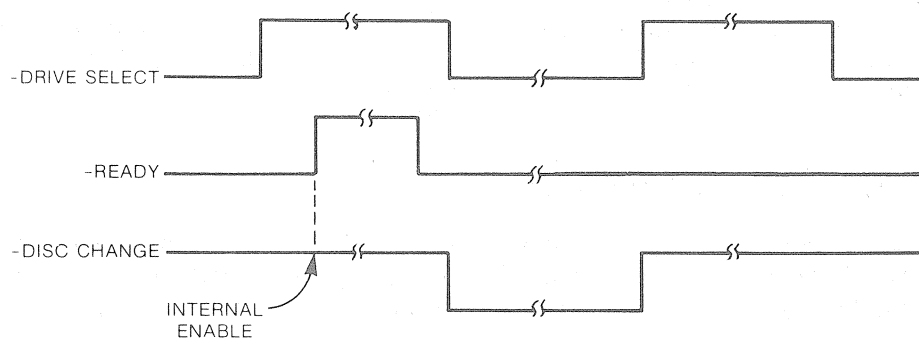 -DRIVE SELECT
-READY
-DISC CHANGE
INTERNAL
ENABLE